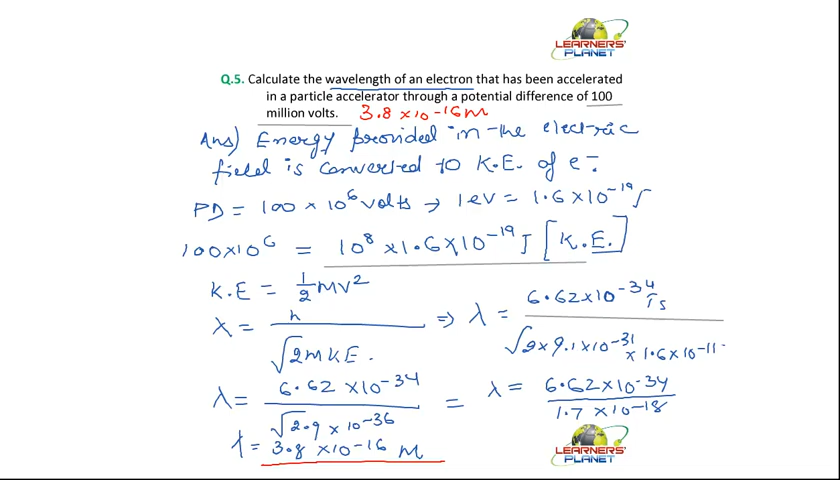 LEARNERS'
PLANET
Q.5. Calculate the wavelength of an electron that has been accelerated
in a particle accelerator through a potential difference of 100
million volts. 3.8 × 10-16 m
Ans) Energy provided in the electric
field is converted to K.E. of e-.
PD = 100 × 10⁶ volts → 1eV = 1.6 × 10⁻¹⁹ J
100×10⁶ = 10⁸ × 1.6 × 10⁻¹⁹ J [K.E.]
K.E = 1/2 mv²
λ = h / √2mKE. ⇒ λ = 6.62 × 10⁻³⁴ Js / √2 × 9.1 × 10⁻³¹ × 1.6 × 10⁻¹¹
λ = 6.62 × 10⁻³⁴ / √2.9 × 10⁻³⁶ = λ = 6.62 × 10-34 / 1.7 × 10-18
λ = 3.8 × 10-16 m
LEARNERS'
PLANET